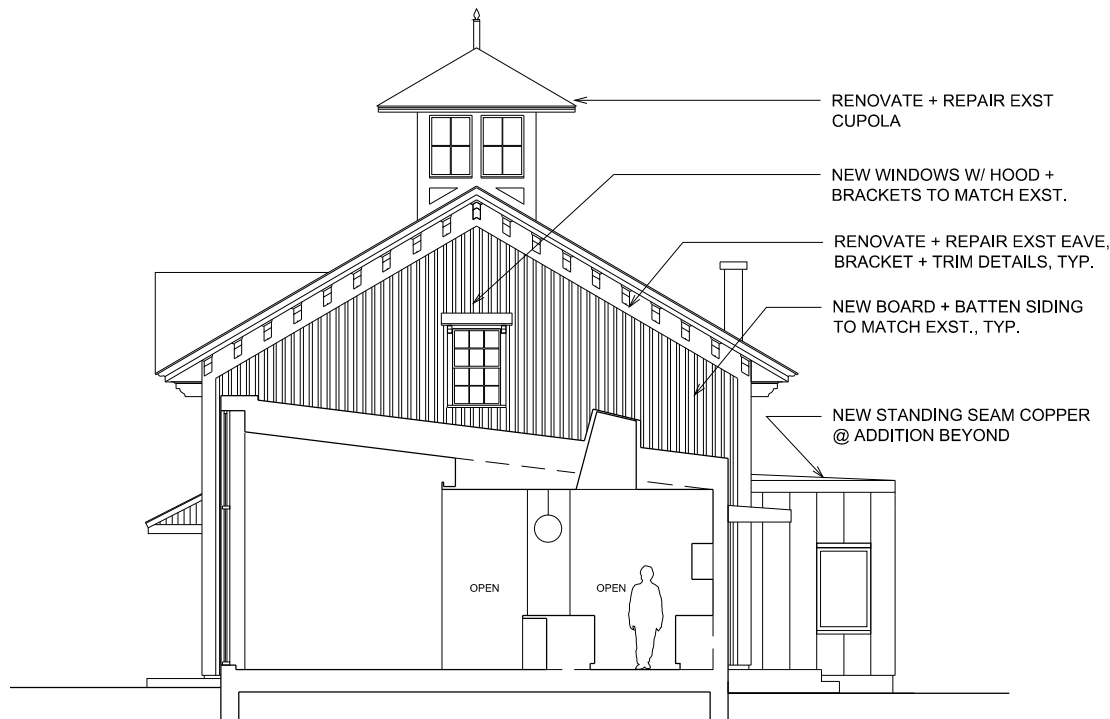 RENOVATE + REPAIR EXST
CUPOLA
NEW WINDOWS W/ HOOD +
BRACKETS TO MATCH EXST.
RENOVATE + REPAIR EXST EAVE,
BRACKET + TRIM DETAILS, TYP.
NEW BOARD + BATTEN SIDING
TO MATCH EXST., TYP.
NEW STANDING SEAM COPPER
@ ADDITION BEYOND
OPEN
OPEN